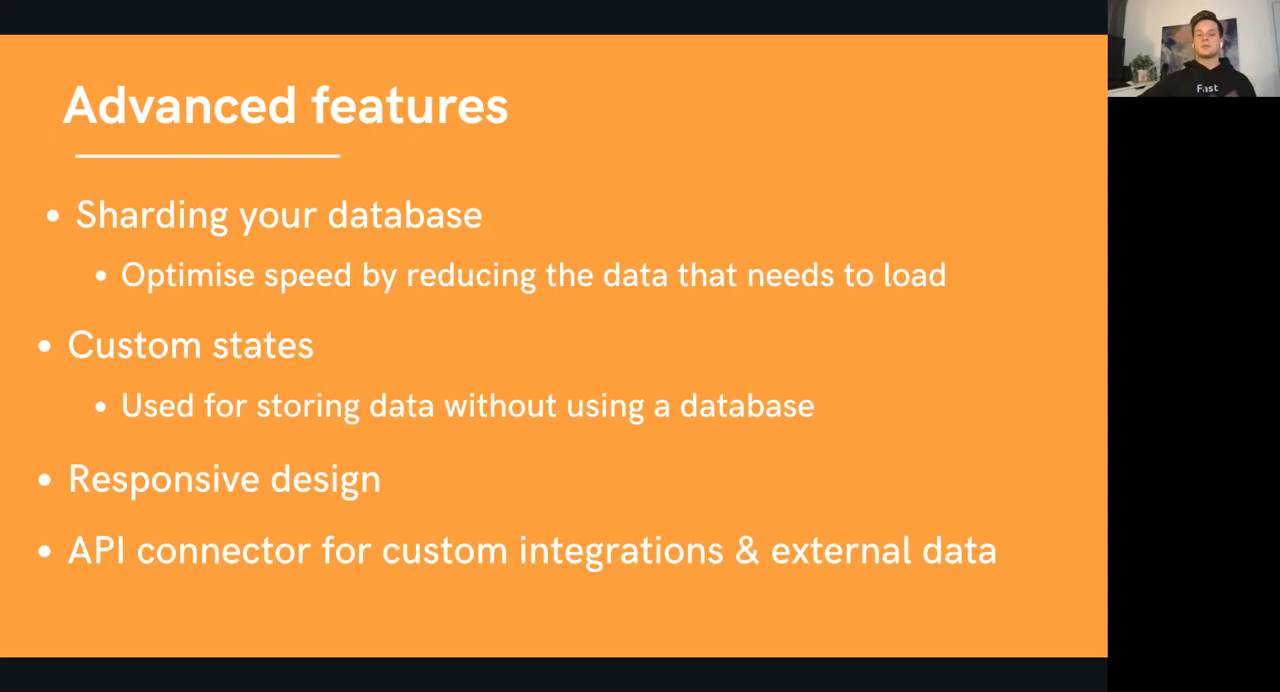 Advanced features
Sharding your database
Optimise speed by reducing the data that needs to load
Custom states
Used for storing data without using a database
Responsive design
API connector for custom integrations & external data
Fast